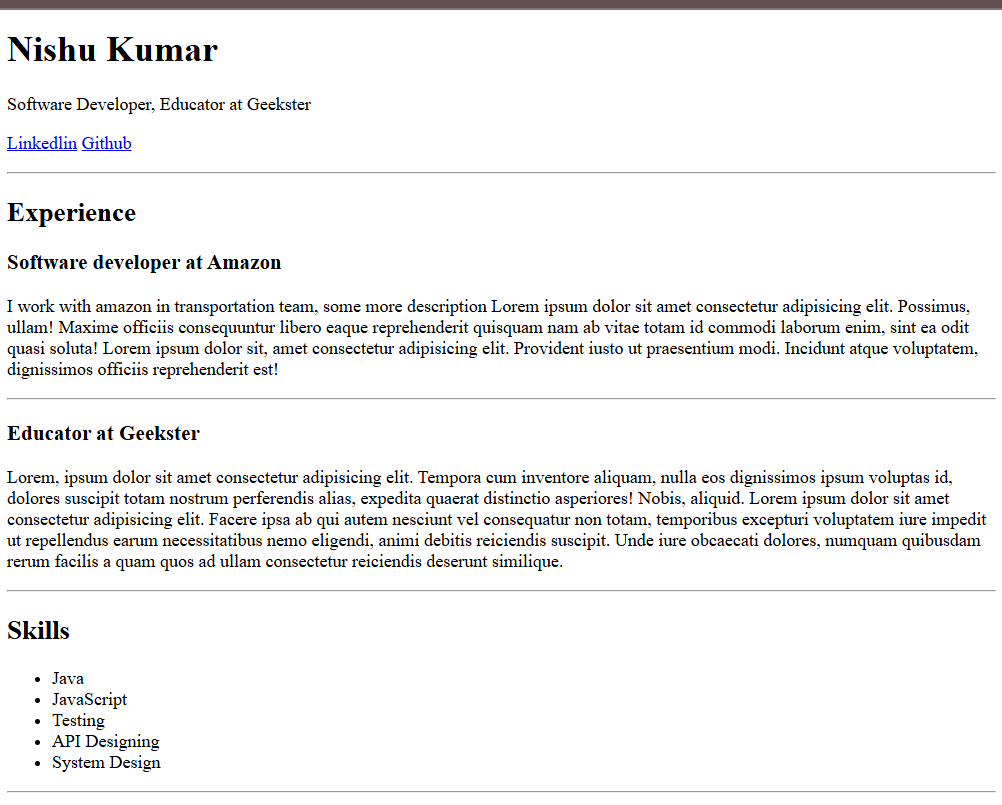 Nishu Kumar
Software Developer, Educator at Geekster
Linkedlin Github
Experience
Software developer at Amazon
I work with amazon in transportation team, some more description Lorem ipsum dolor sit amet consectetur adipisicing elit. Possimus,
ullam! Maxime officiis consequuntur libero eaque reprehenderit quisquam nam ab vitae totam id commodi laborum enim, sint ea odit
quasi soluta! Lorem ipsum dolor sit, amet consectetur adipisicing elit. Provident iusto ut praesentium modi. Incidunt atque voluptatem,
dignissimos officiis reprehenderit est!
Educator at Geekster
Lorem, ipsum dolor sit amet consectetur adipisicing elit. Tempora cum inventore aliquam, nulla eos dignissimos ipsum voluptas id,
dolores suscipit totam nostrum perferendis alias, expedita quaerat distinctio asperiores! Nobis, aliquid. Lorem ipsum dolor sit amet
consectetur adipisicing elit. Facere ipsa ab qui autem nesciunt vel consequatur non totam, temporibus excepturi voluptatem iure impedit
ut repellendus earum necessitatibus nemo eligendi, animi debitis reiciendis suscipit. Unde iure obcaecati dolores, numquam quibusdam
rerum facilis a quam quos ad ullam consectetur reiciendis deserunt similique.
Skills
• Java
• JavaScript
• Testing
• API Designing
• System Design